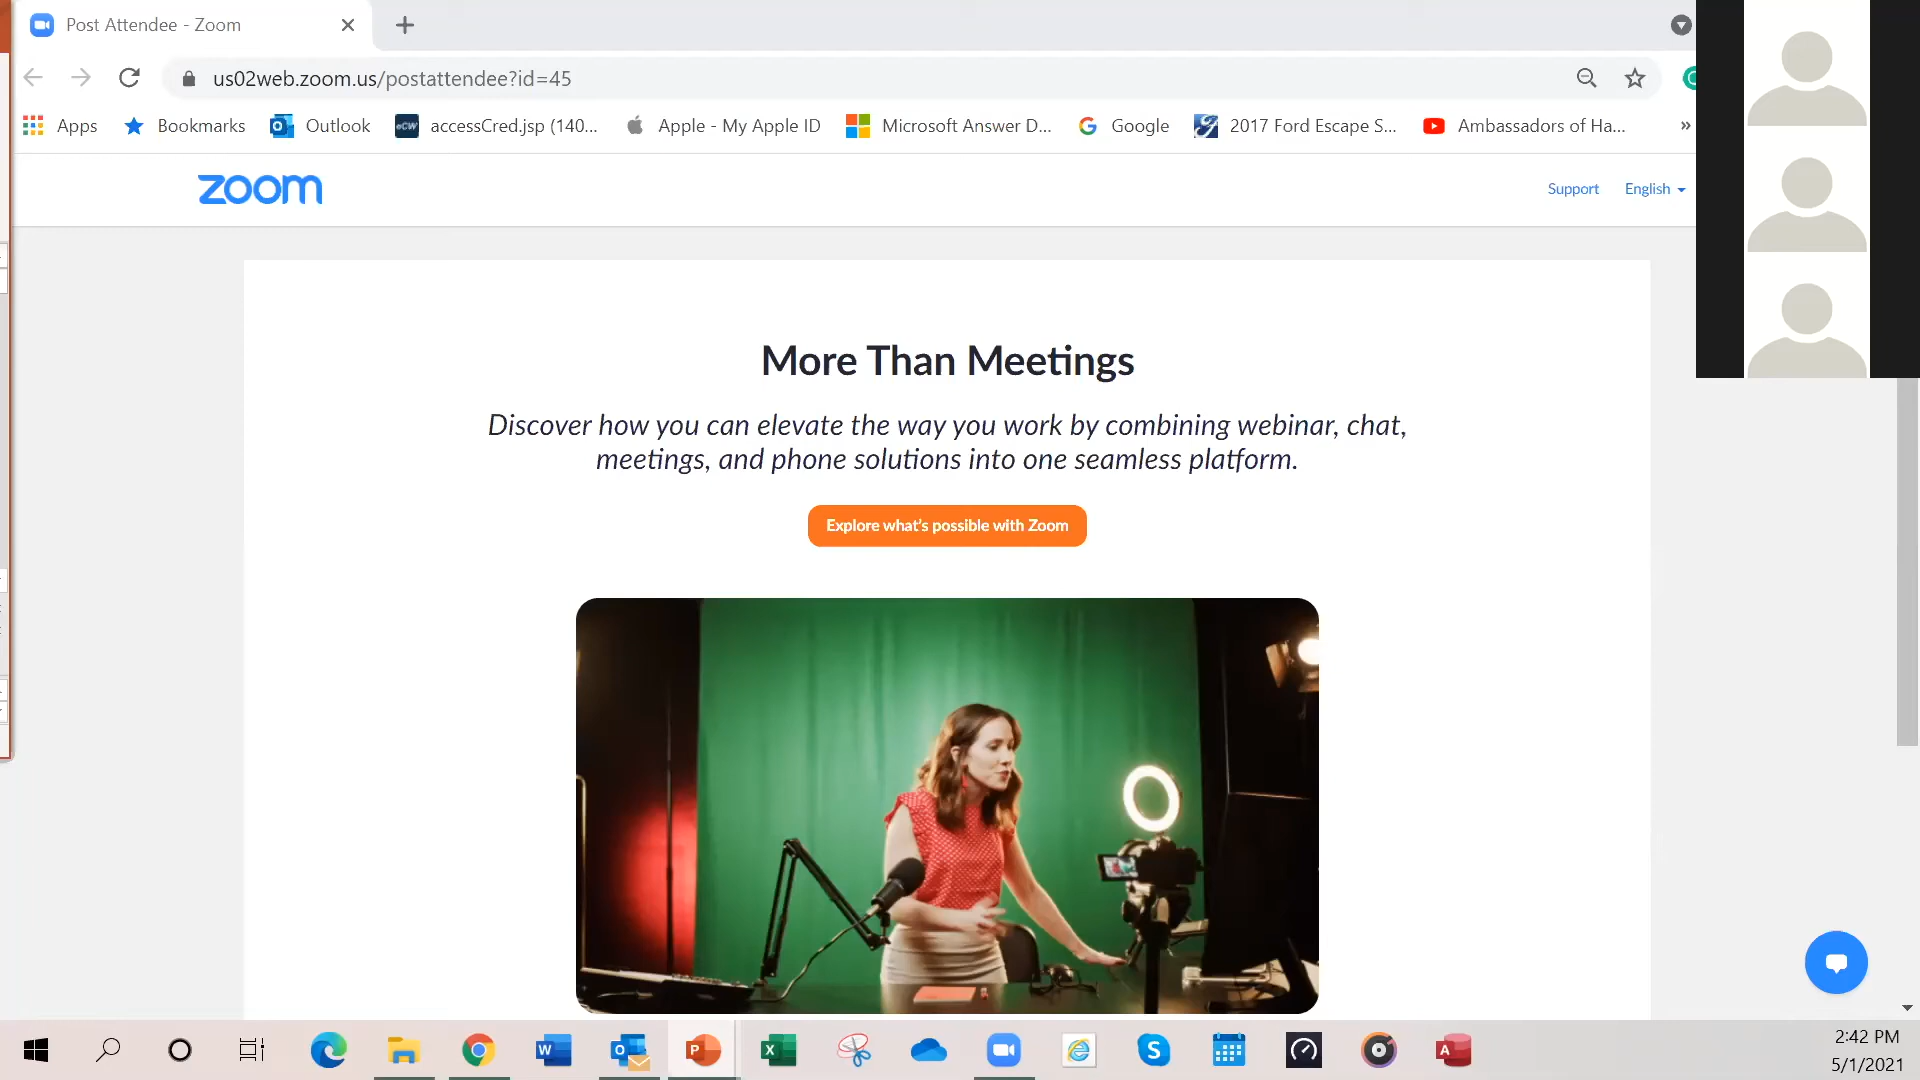 Post Attendee - Zoom
us02web.zoom.us/postattendee?id=45
Apps Bookmarks Outlook accessCred.jsp (140... Apple - My Apple ID Microsoft Answer D... Google 2017 Ford Escape S... Ambassadors of Ha... »
zoom
Support English
More Than Meetings
Discover how you can elevate the way you work by combining webinar, chat,
meetings, and phone solutions into one seamless platform.
Explore what's possible with Zoom
2:42 PM
5/1/2021